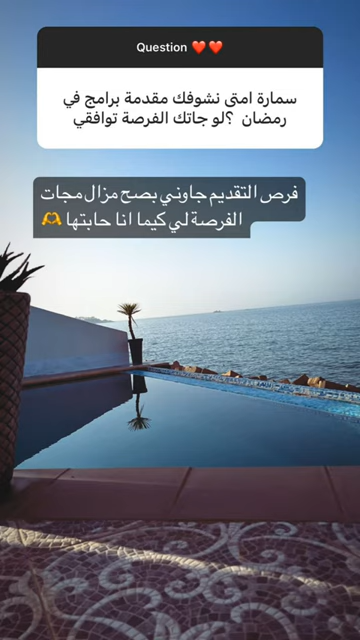 Question ❤️❤️
سمارة امتى نشوفك مقدمة برامج في
رمضان ؟لو جاتك الفرصة توافقي
فرص التقديم جاوني بصح مزال مجات
الفرصة لي كيما انا حابتها 🫶